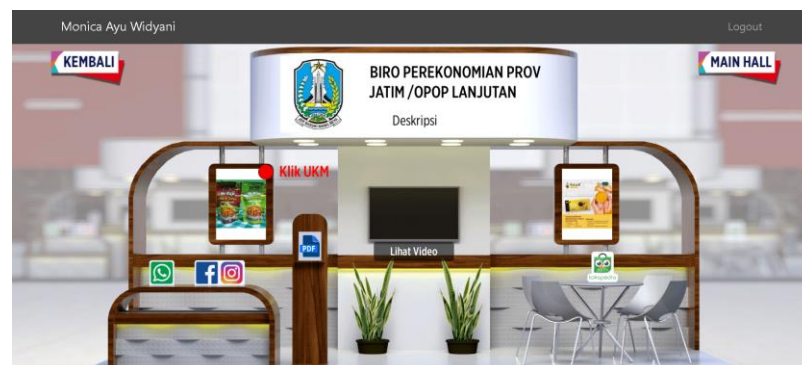 Monica Ayu Widyani
Logout
KEMBALI
MAIN HALL
BIRO PEREKONOMIAN PROV
JATIM /OPOP LANJUTAN
Deskripsi
Klik UKM
PDF
Lihat Video
tokopedia